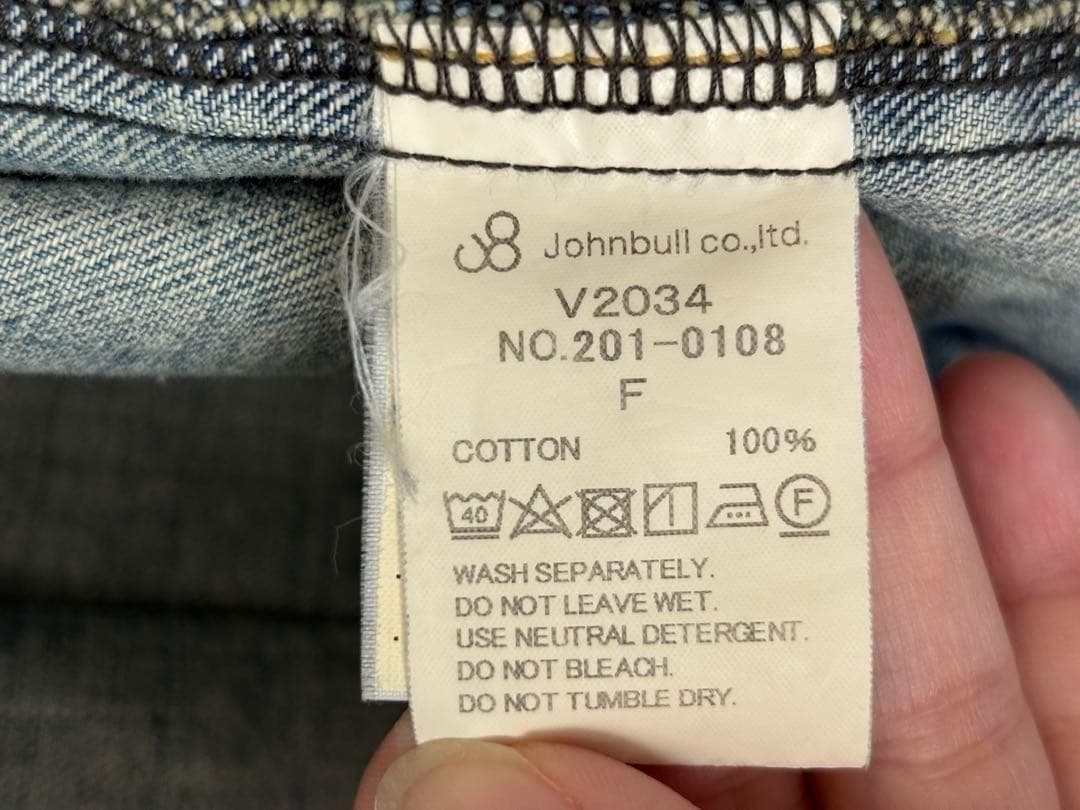 Johnbull co.,ltd.
V2034
NO.201-0108
F
COTTON 100%
40 F
WASH SEPARATELY.
DO NOT LEAVE WET.
USE NEUTRAL DETERGENT.
DO NOT BLEACH.
DO NOT TUMBLE DRY.